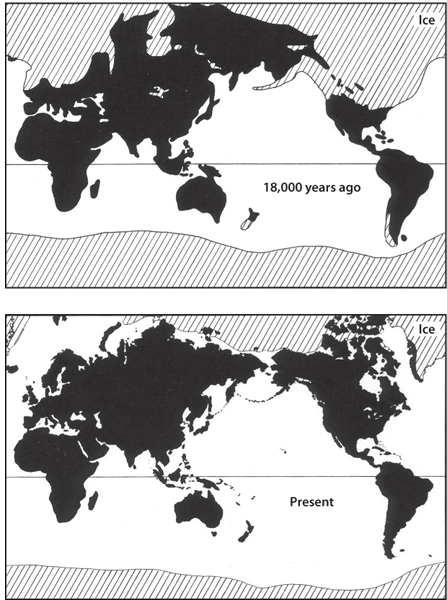 Ice
18,000 years ago
Ice
Present